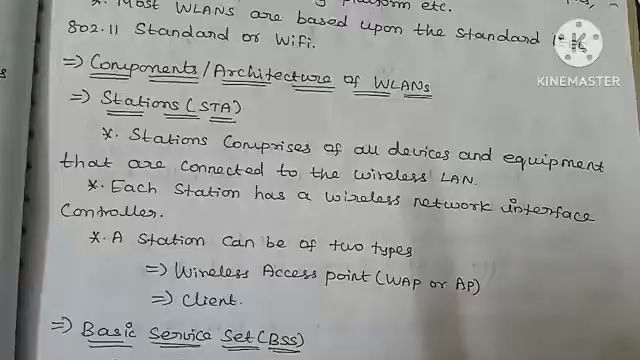 platform etc.
*. Most WLANs are based upon the standard
802.11 Standard or WiFi.
=> Components/Architecture of WLANs
=> Stations (STA)
*. Stations comprises of all devices and equipment
that are connected to the wireless LAN.
*. Each Station has a wireless network interface
Controller.
*. A Station can be of two types
=> Wireless Access point (WAP or AP)
=> Client.
=> Basic Service Set (BSS)
KINEMASTER